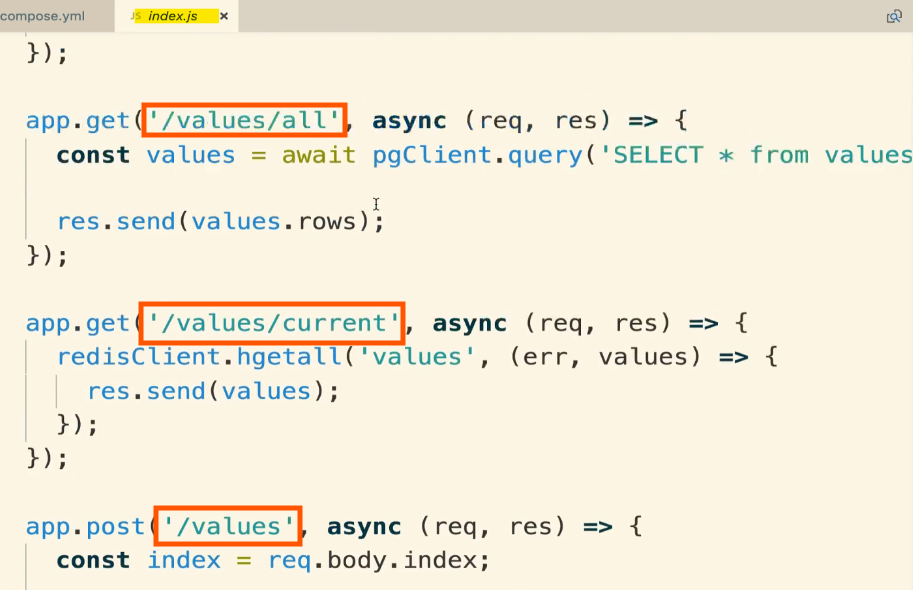 compose.yml JS index.js ×
});
app.get('/values/all', async (req, res) => {
const values = await pgClient.query('SELECT * from values
res.send(values.rows);
});
app.get('/values/current', async (req, res) => {
redisClient.hgetall('values', (err, values) => {
res.send(values);
});
});
app.post('/values', async (req, res) => {
const index = req.body.index;